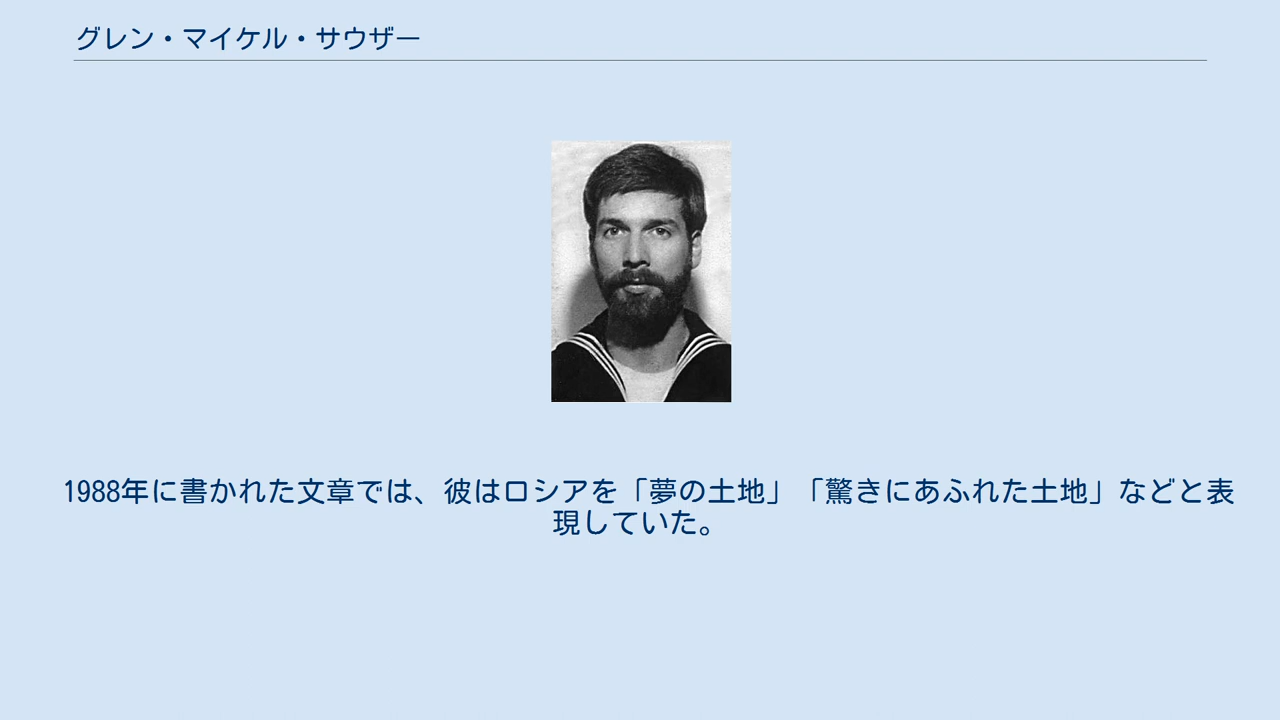 グレン・マイケル・サウザー
1988年に書かれた文章では、彼はロシアを「夢の土地」「驚きにあふれた土地」などと表
現していた。